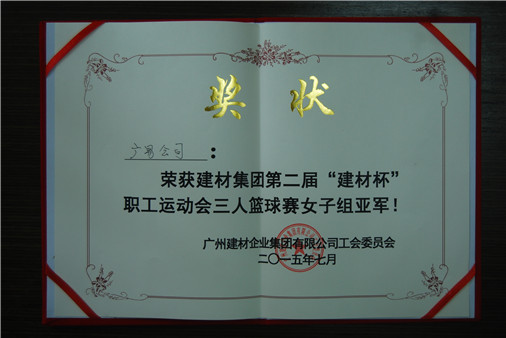 奖状
公司：
荣获建材集团第二届“建材杯”
职工运动会三人篮球赛女子组亚军！
广州建材企业集团有限公司工会委员会
二〇一五年七月